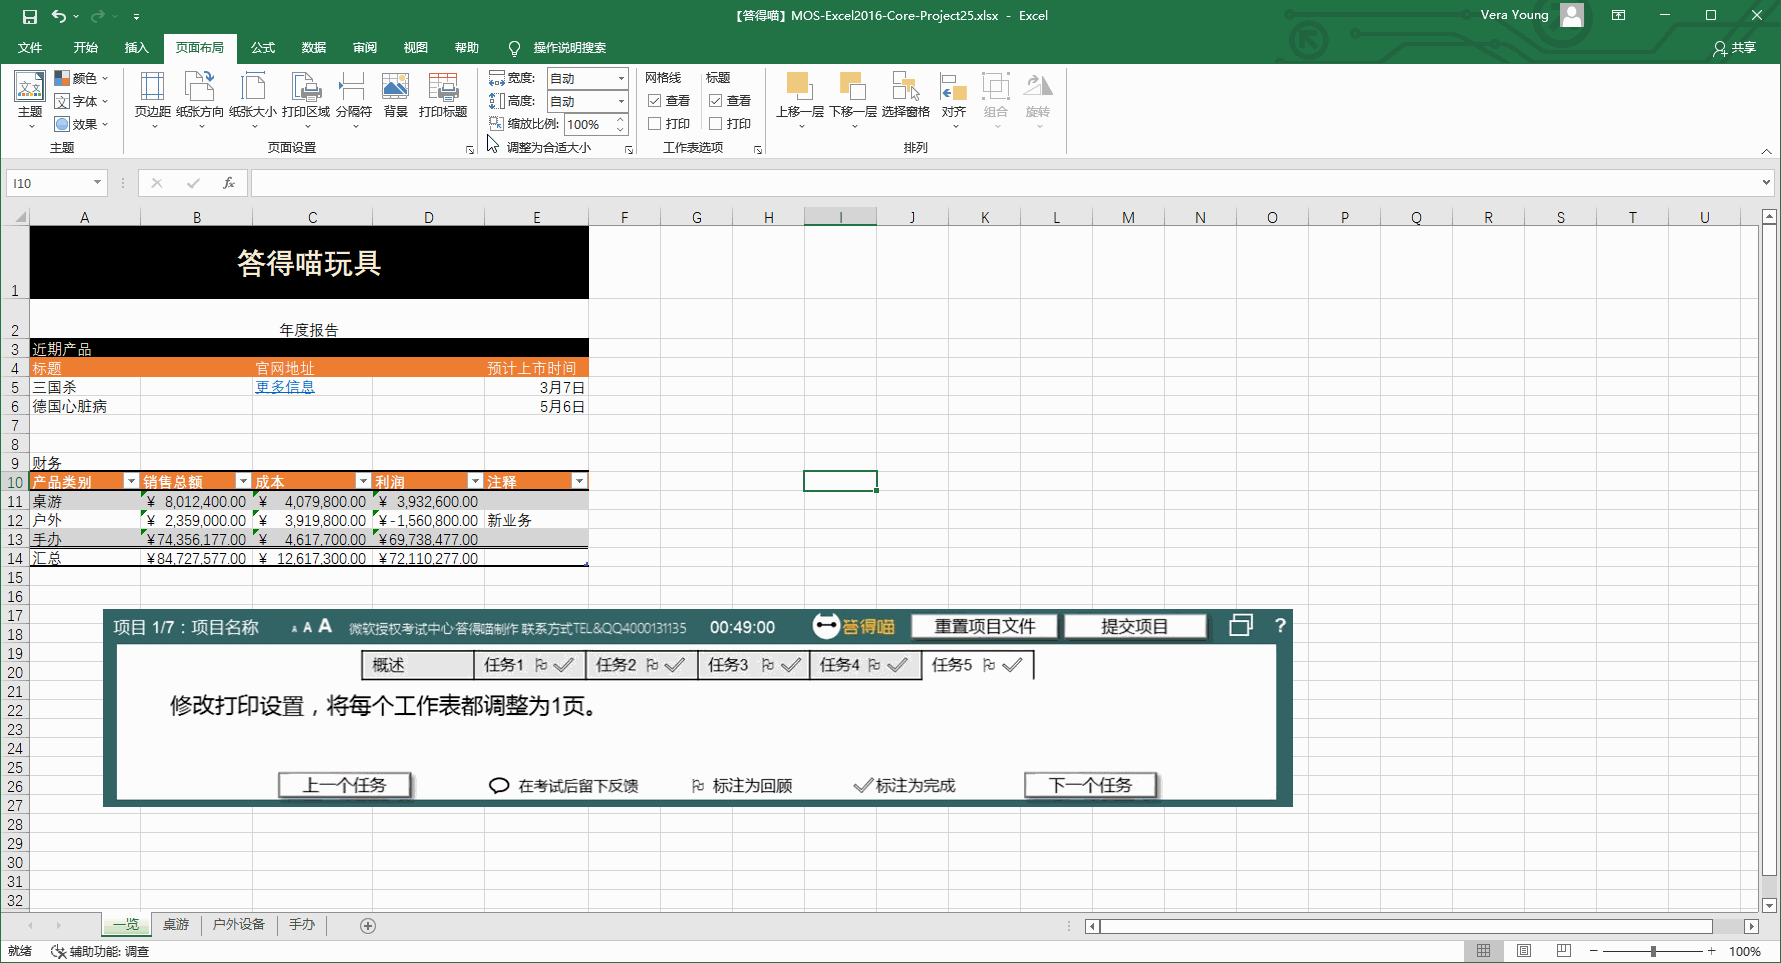 【答得喵】MOS-Excel2016-Core-Project25.xlsx - Excel
Vera Young
文件 开始 插入 页面布局 公式 数据 审阅 视图 帮助 操作说明搜索 共享
主题 颜色 字体 效果 主题
页边距 纸张方向 纸张大小 打印区域 分隔符 背景 打印标题 页面设置
宽度: 自动
高度: 自动
缩放比例: 100%
调整为合适大小
网格线 标题
查看 查看
打印 打印
工作表选项
上移一层 下移一层 选择窗格 对齐 组合 旋转
排列
I10 fx
A B C D E F G H I J K L M N O P Q R S T U
1 答得喵玩具
2 年度报告
3 近期产品
4 标题 官网地址 预计上市时间
5 三国杀 更多信息 3月7日
6 德国心脏病 5月6日
7
8
9 财务
10 产品类别 销售总额 成本 利润 注释
11 桌游 ¥ 8,012,400.00 ¥ 4,079,800.00 ¥ 3,932,600.00
12 户外 ¥ 2,359,000.00 ¥ 3,919,800.00 ¥-1,560,800.00 新业务
13 手办 ¥74,356,177.00 ¥ 4,617,700.00 ¥69,738,477.00
14 汇总 ¥84,727,577.00 ¥ 12,617,300.00 ¥72,110,277.00
15
16
17
18
19
20
21
22
23
24
25
26
27
28
29
30
31
32
项目 1/7：项目名称 A A A 微软授权考试中心·答得喵制作 联系方式TEL&QQ4000131135 00:49:00 答得喵 重置项目文件 提交项目 ?
概述 任务1 任务2 任务3 任务4 任务5
修改打印设置，将每个工作表都调整为1页。
上一个任务 在考试后留下反馈 标注为回顾 标注为完成 下一个任务
一览 桌游 户外设备 手办
就绪 辅助功能: 调查 100%